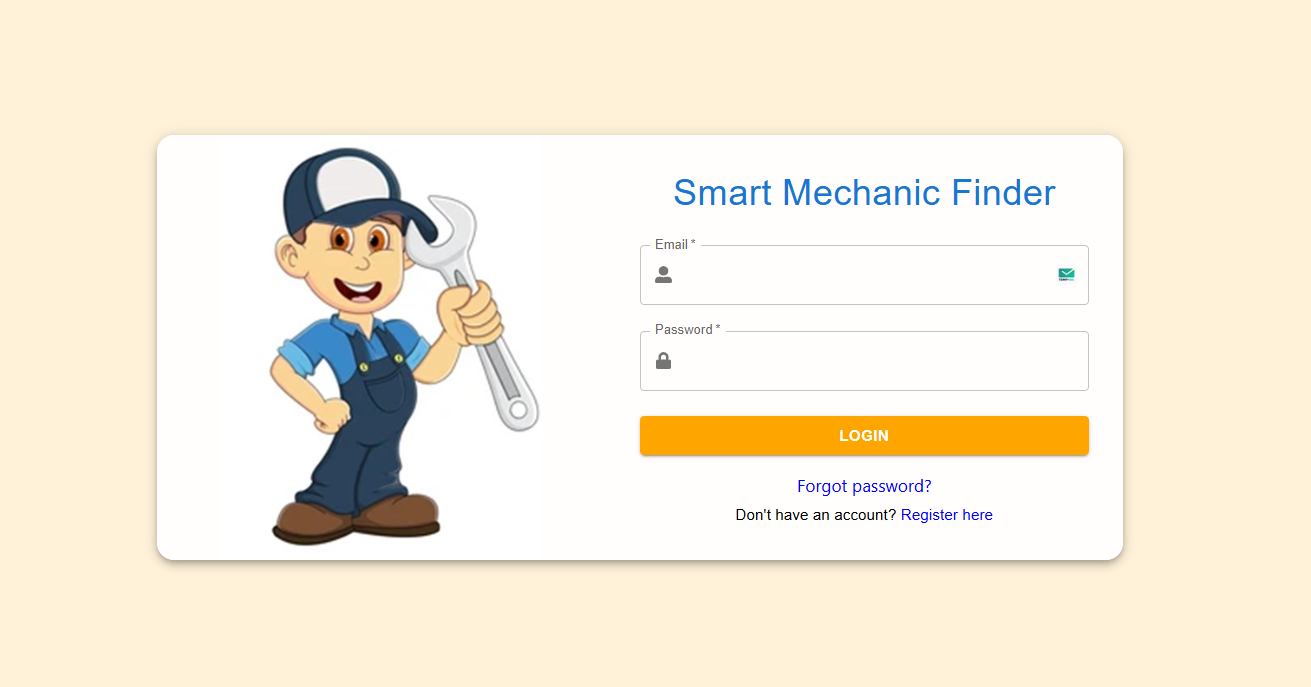 Smart Mechanic Finder
Email *
Password *
LOGIN
Forgot password?
Don't have an account? Register here